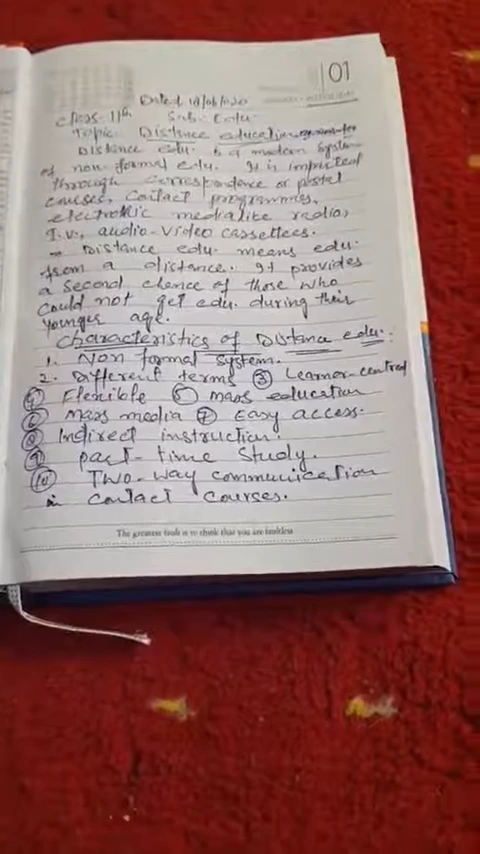 01
Dated 18/06/2020
Class-11th Sub- Edu.
Topic. Distance education
Distance edu. is a modern system
of non-formal edu. It is imparted
through correspondence or postal
courses, contact programmes,
electronic media like radio,
T.V., audio-video cassettees.
- Distance edu. means edu.
from a distance. It provides
a second chance of those who
could not get edu. during their
younger age.
Characteristics of Distance edu:
1. Non formal system.
2. Different terms ③ Learner-centred
④ Flexible ⑤ mass education
⑥ Mass media ⑦ Easy access.
⑧ Indirect instruction.
⑨ part-time study.
⑩ Two-way communication
in contact courses.
The greatest fault is to think that you are faultless